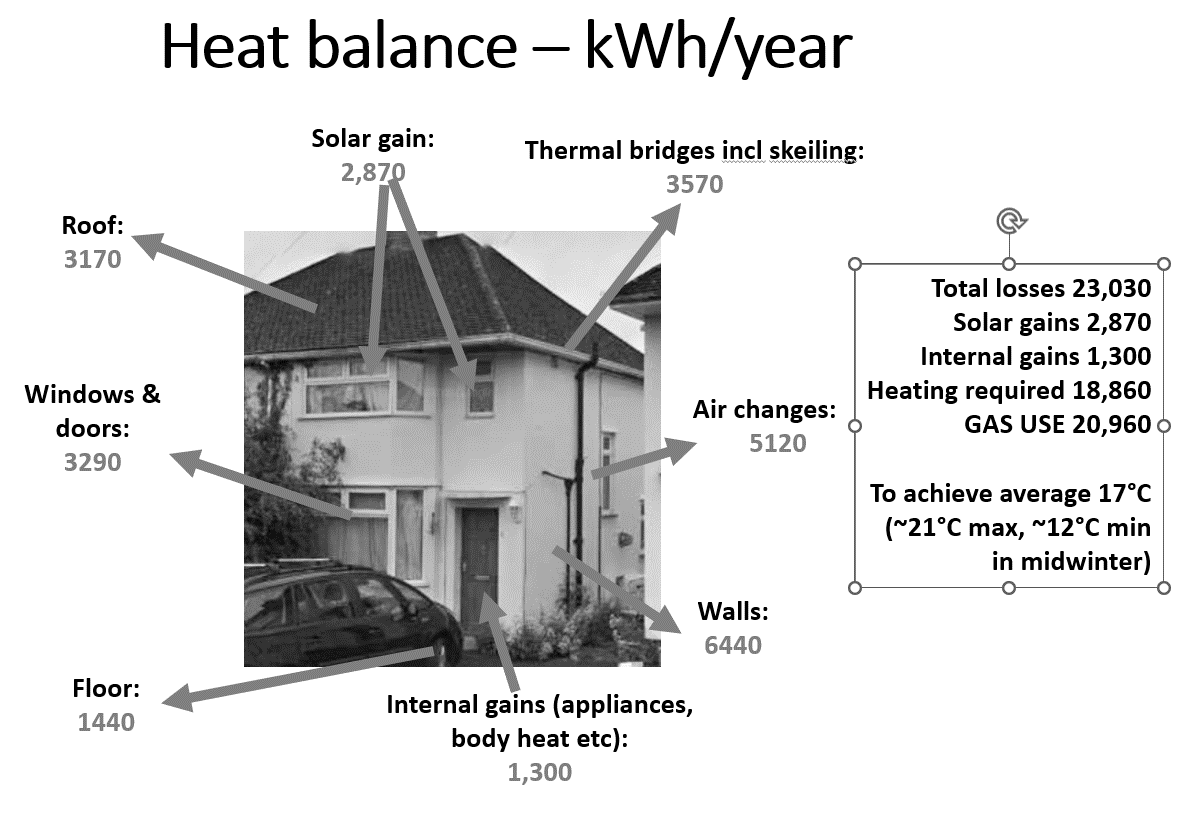 Heat balance – kWh/year
Solar gain:
2,870
Thermal bridges incl skeiling:
3570
Roof:
3170
Total losses 23,030
Solar gains 2,870
Internal gains 1,300
Heating required 18,860
GAS USE 20,960
To achieve average 17°C
(~21°C max, ~12°C min
in midwinter)
Windows &
doors:
3290
Air changes:
5120
Walls:
6440
Floor:
1440
Internal gains (appliances,
body heat etc):
1,300